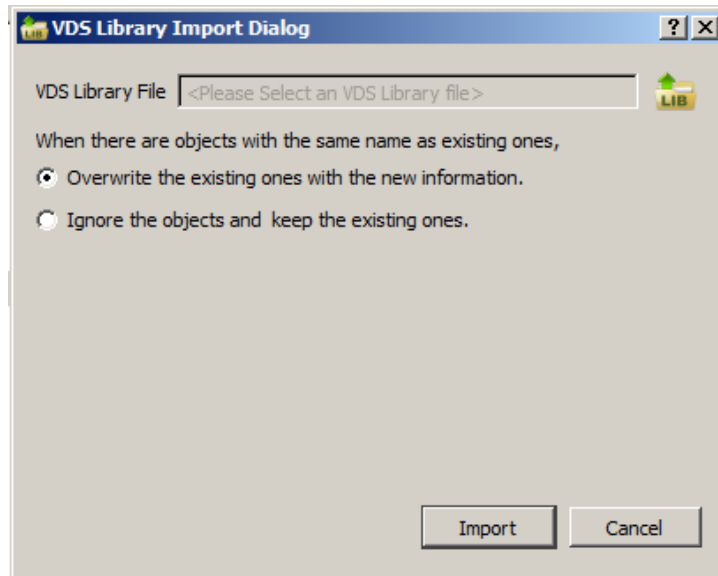 LIB VDS Library Import Dialog ? X
VDS Library File <Please Select an VDS Library file> LIB
When there are objects with the same name as existing ones,
Overwrite the existing ones with the new information.
Ignore the objects and keep the existing ones.
Import Cancel